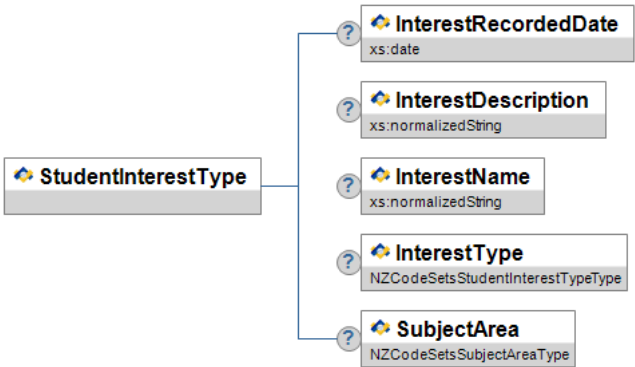 ?
InterestRecordedDate
xs:date
?
InterestDescription
xs:normalizedString
StudentInterestType
?
InterestName
xs:normalizedString
?
InterestType
NZCodeSetsStudentInterestTypeType
?
SubjectArea
NZCodeSetsSubjectAreaType